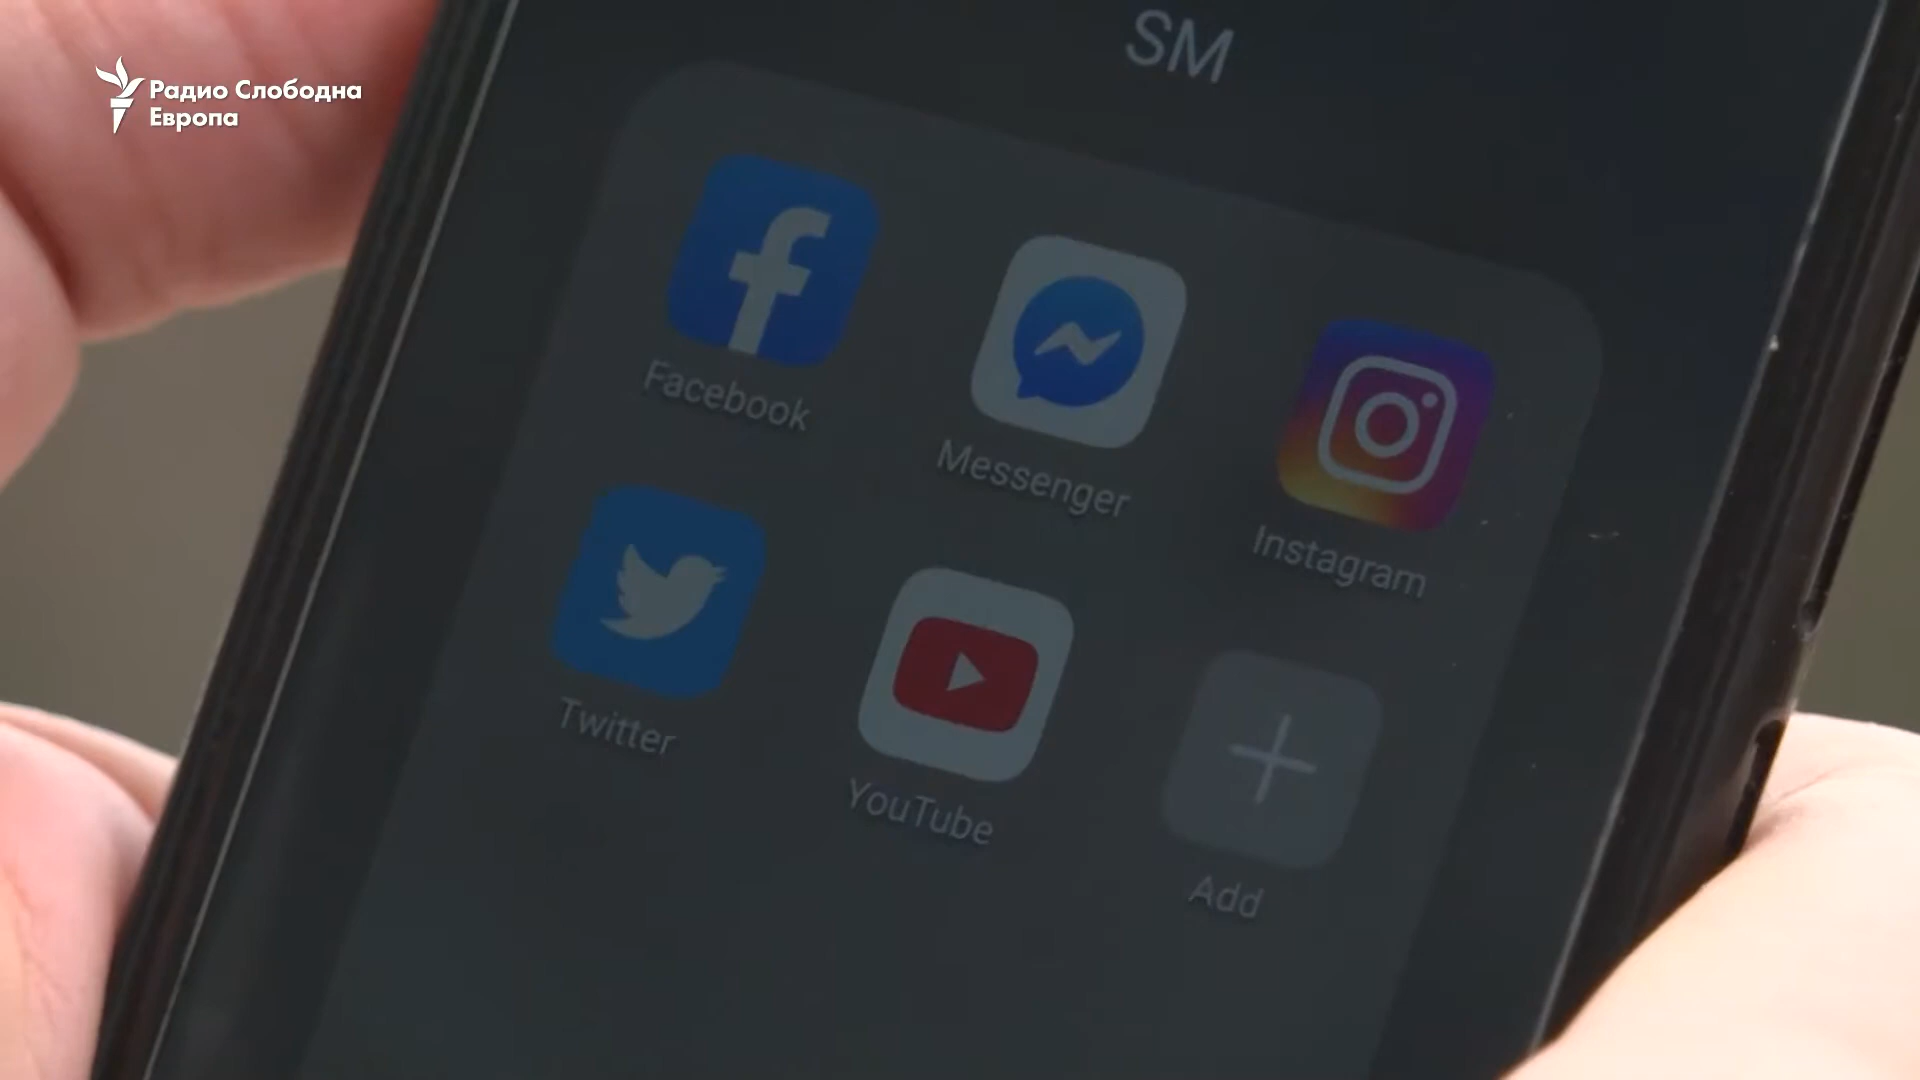 SM
Радио Слободна
Европа
Facebook
Messenger
Instagram
Twitter
YouTube
Add